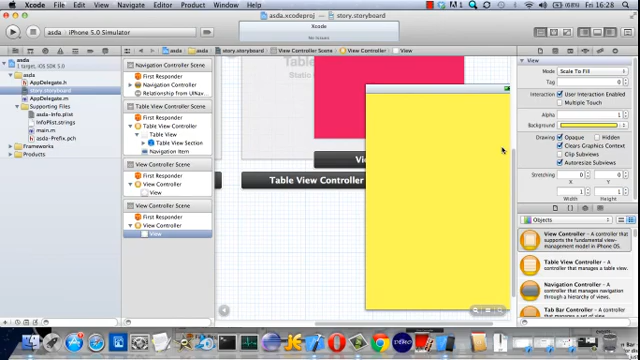 Xcode File Edit View Navigate Editor Product Window Help
Fri 16:28
asda.xcodeproj — story.storyboard
asda iPhone 5.0 Simulator
Xcode
No Issues
asda asda story.storyboard View Controller Scene View Controller View
asda
1 target, iOS SDK 5.0
asda
AppDelegate.h
story.storyboard
AppDelegate.m
Supporting Files
asda-Info.plist
InfoPlist.strings
main.m
asda-Prefix.pch
Frameworks
Products
Navigation Controller Scene
First Responder
Navigation Controller
Relationship from UINav
Table View Controller Scene
First Responder
Table View Controller
Table View
Table View Section
Navigation Item
View Controller Scene
First Responder
View Controller
View
View Controller Scene
First Responder
View Controller
View
Table
Static
Vi
Table View Controller
View
Mode Scale To Fill
Tag 0
Interaction User Interaction Enabled
Multiple Touch
Alpha 1
Background
Drawing Opaque Hidden
Clears Graphics Context
Clip Subviews
Autoresize Subviews
Stretching 0 0
X Y
1 1
Width Height
Objects
View Controller - A controller that supports the fundamental view-management model in iPhone OS.
Table View Controller - A controller that manages a table view.
Navigation Controller - A controller that manages navigation through a hierarchy of views.
Tab Bar Controller - A
DEMO